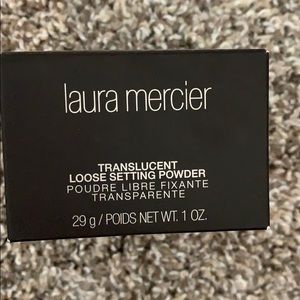 laura mercier
TRANSLUCENT
LOOSE SETTING POWDER
POUDRE LIBRE FIXANTE
TRANSPARENTE
29 g / POIDS NET WT. 1 OZ.